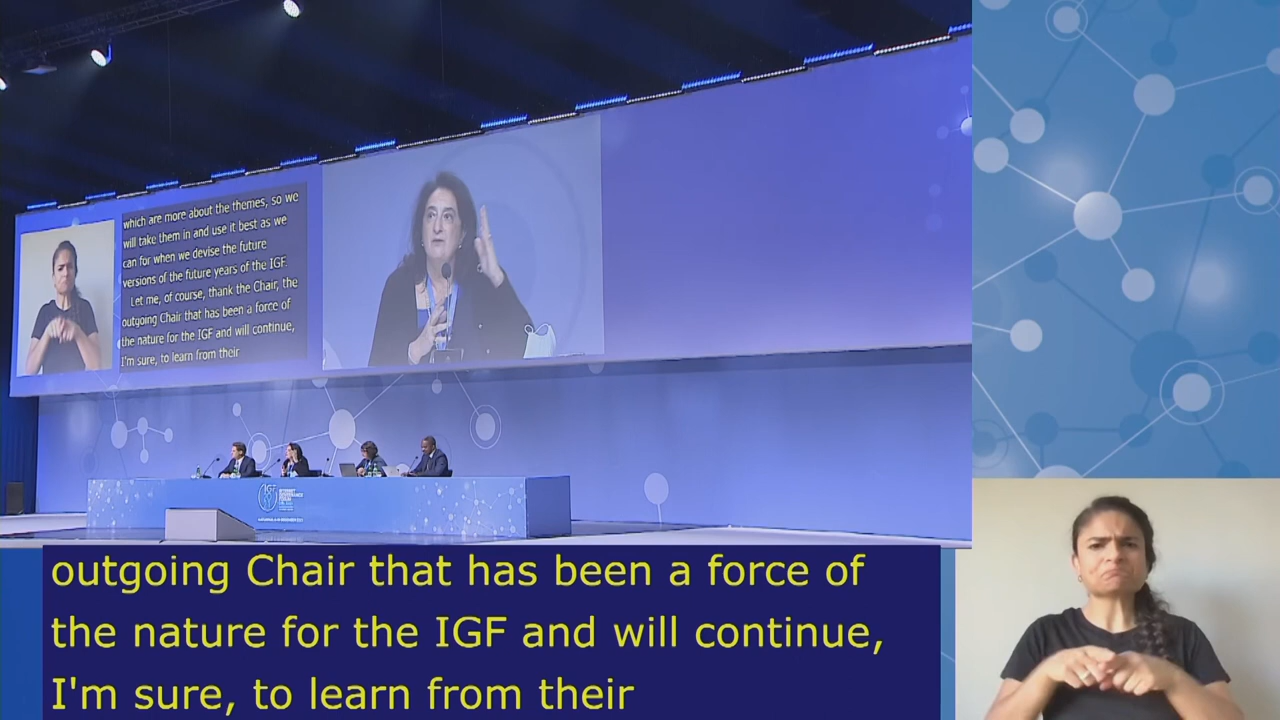 which are more about the themes, so we
will take them in and use it best as we
can for when we devise the future
versions of the future years of the IGF.
Let me, of course, thank the Chair, the
outgoing Chair that has been a force of
the nature for the IGF and will continue,
I'm sure, to learn from their
INTERNET
GOVERNANCE
FORUM
outgoing Chair that has been a force of
the nature for the IGF and will continue,
I'm sure, to learn from their